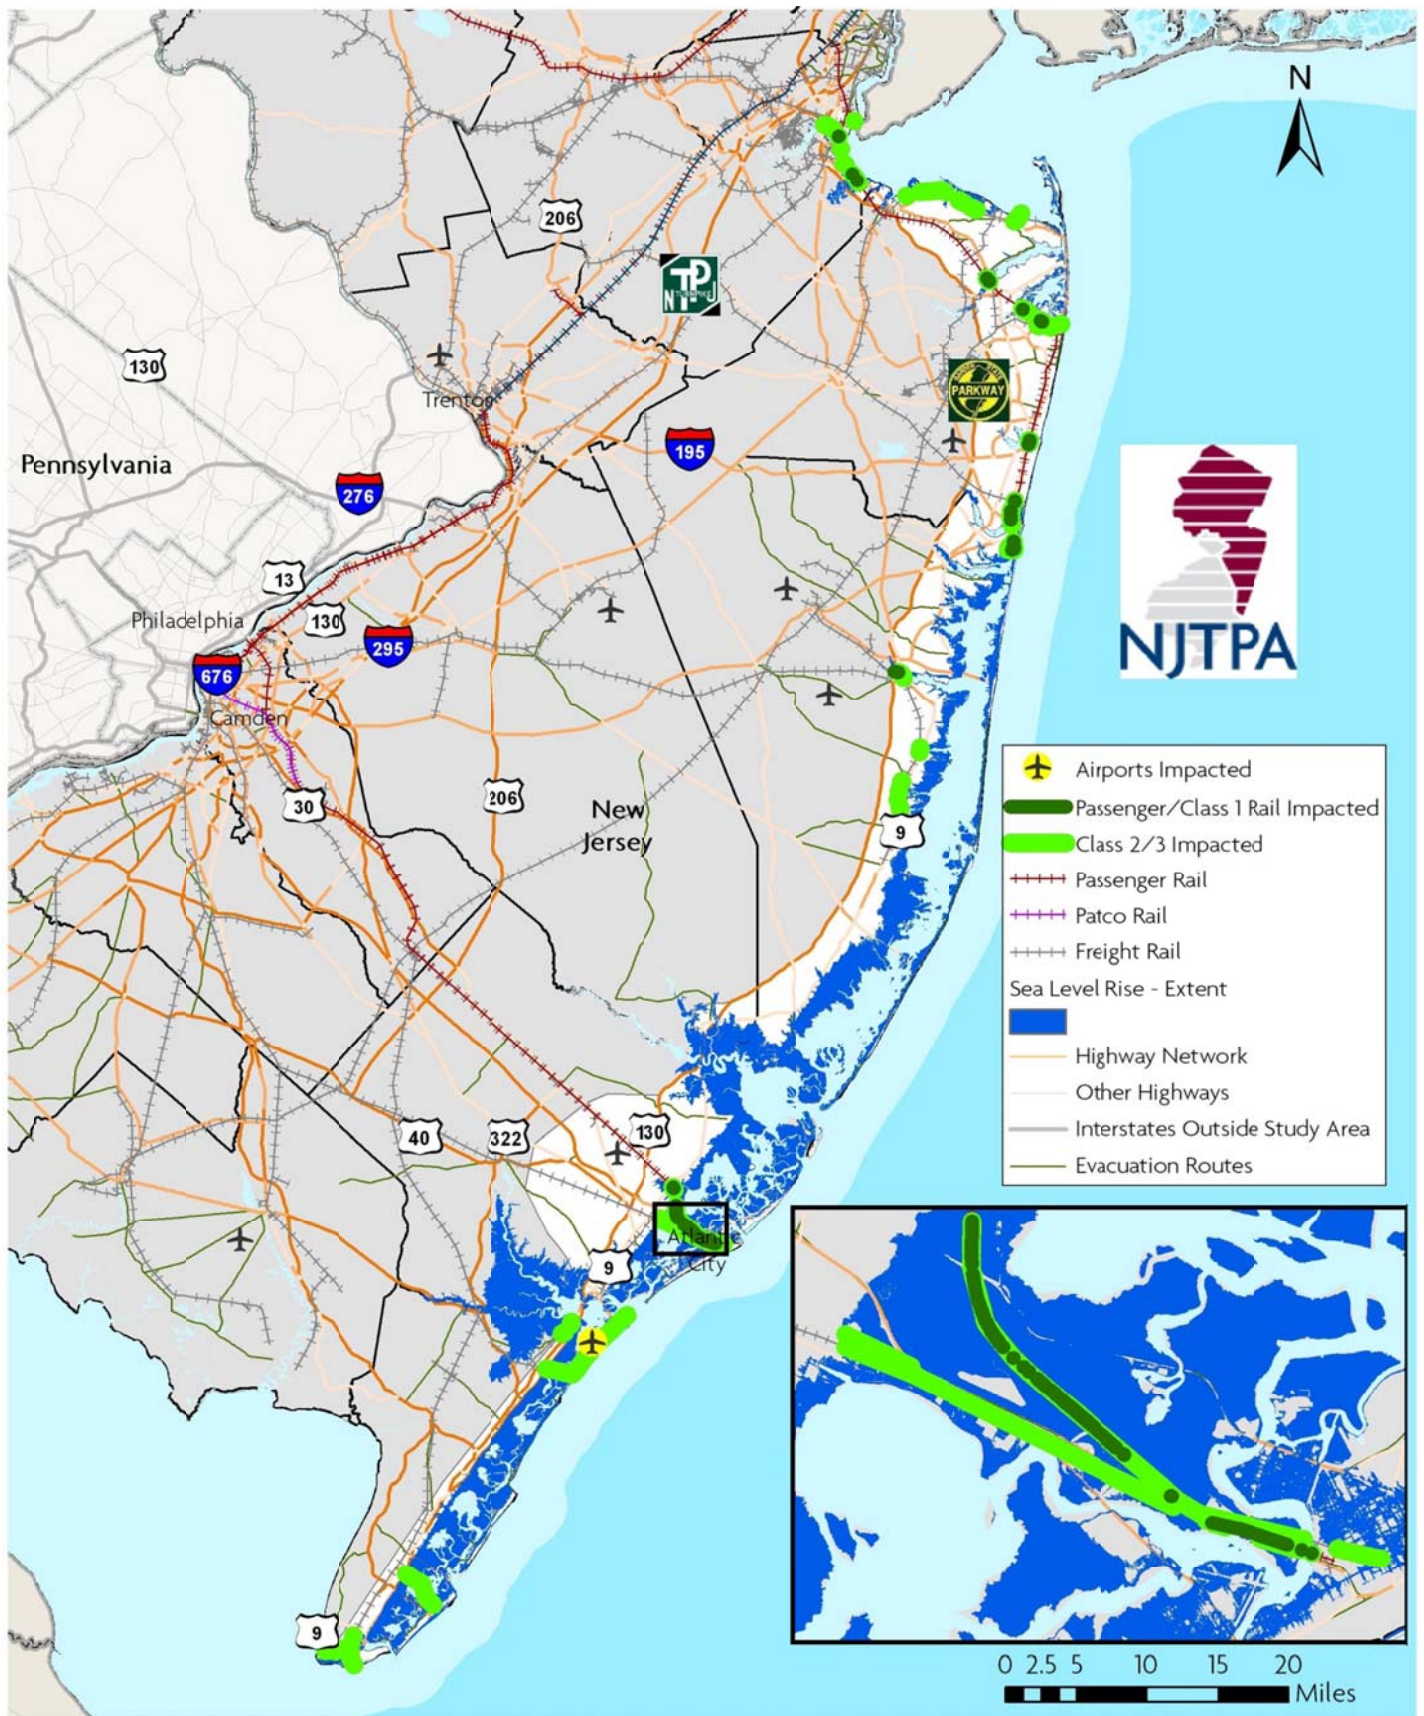 N
206
NJ
TP
TURNPIKE
130
Trenton
PARKWAY
195
Pennsylvania
276
13
Philadelphia
130
295
676
Camden
NJTPA
30
206
New
Jersey
9
Airports Impacted
Passenger/Class 1 Rail Impacted
Class 2/3 Impacted
Passenger Rail
Patco Rail
Freight Rail
Sea Level Rise - Extent
Highway Network
Other Highways
Interstates Outside Study Area
Evacuation Routes
40
322
130
Atlantic
City
9
9
0 2.5 5 10 15 20
Miles